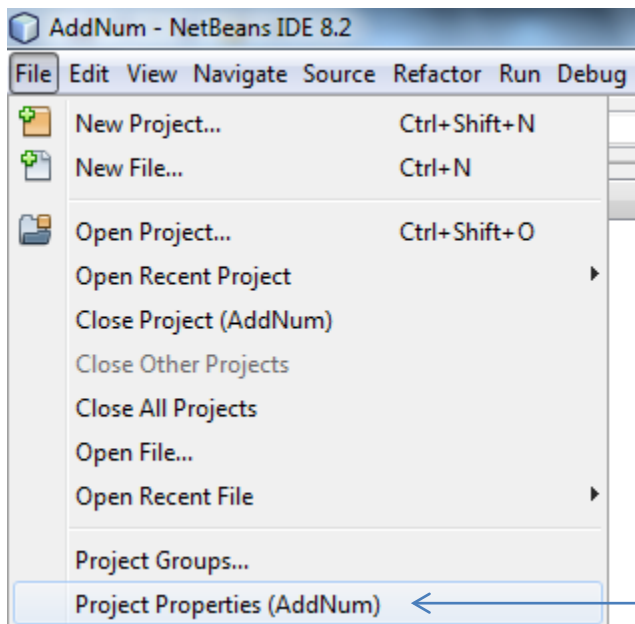 AddNum - NetBeans IDE 8.2
File Edit View Navigate Source Refactor Run Debug
New Project... Ctrl+Shift+N
New File... Ctrl+N
Open Project... Ctrl+Shift+O
Open Recent Project
Close Project (AddNum)
Close Other Projects
Close All Projects
Open File...
Open Recent File
Project Groups...
Project Properties (AddNum)